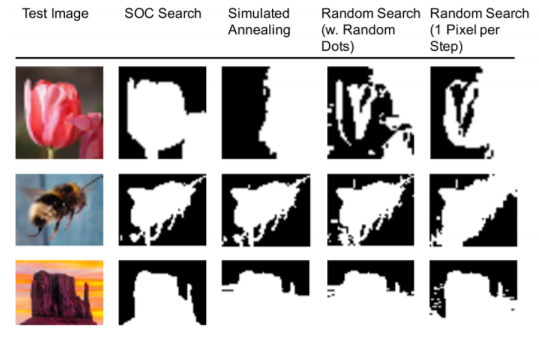 Test Image
SOC Search
Simulated
Annealing
Random Search
(w. Random
Dots)
Random Search
(1 Pixel per
Step)